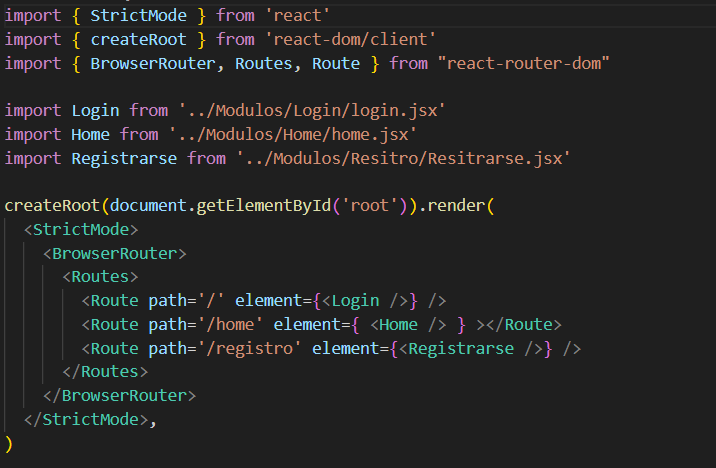 import { StrictMode } from 'react'
import { createRoot } from 'react-dom/client'
import { BrowserRouter, Routes, Route } from "react-router-dom"
import Login from '../Modulos/Login/login.jsx'
import Home from '../Modulos/Home/home.jsx'
import Registrarse from '../Modulos/Resitro/Resitrarse.jsx'
createRoot(document.getElementById('root')).render(
<StrictMode>
<BrowserRouter>
<Routes>
<Route path='/' element={<Login />} />
<Route path='/home' element={ <Home /> } ></Route>
<Route path='/registro' element={<Registrarse />} />
</Routes>
</BrowserRouter>
</StrictMode>,
)